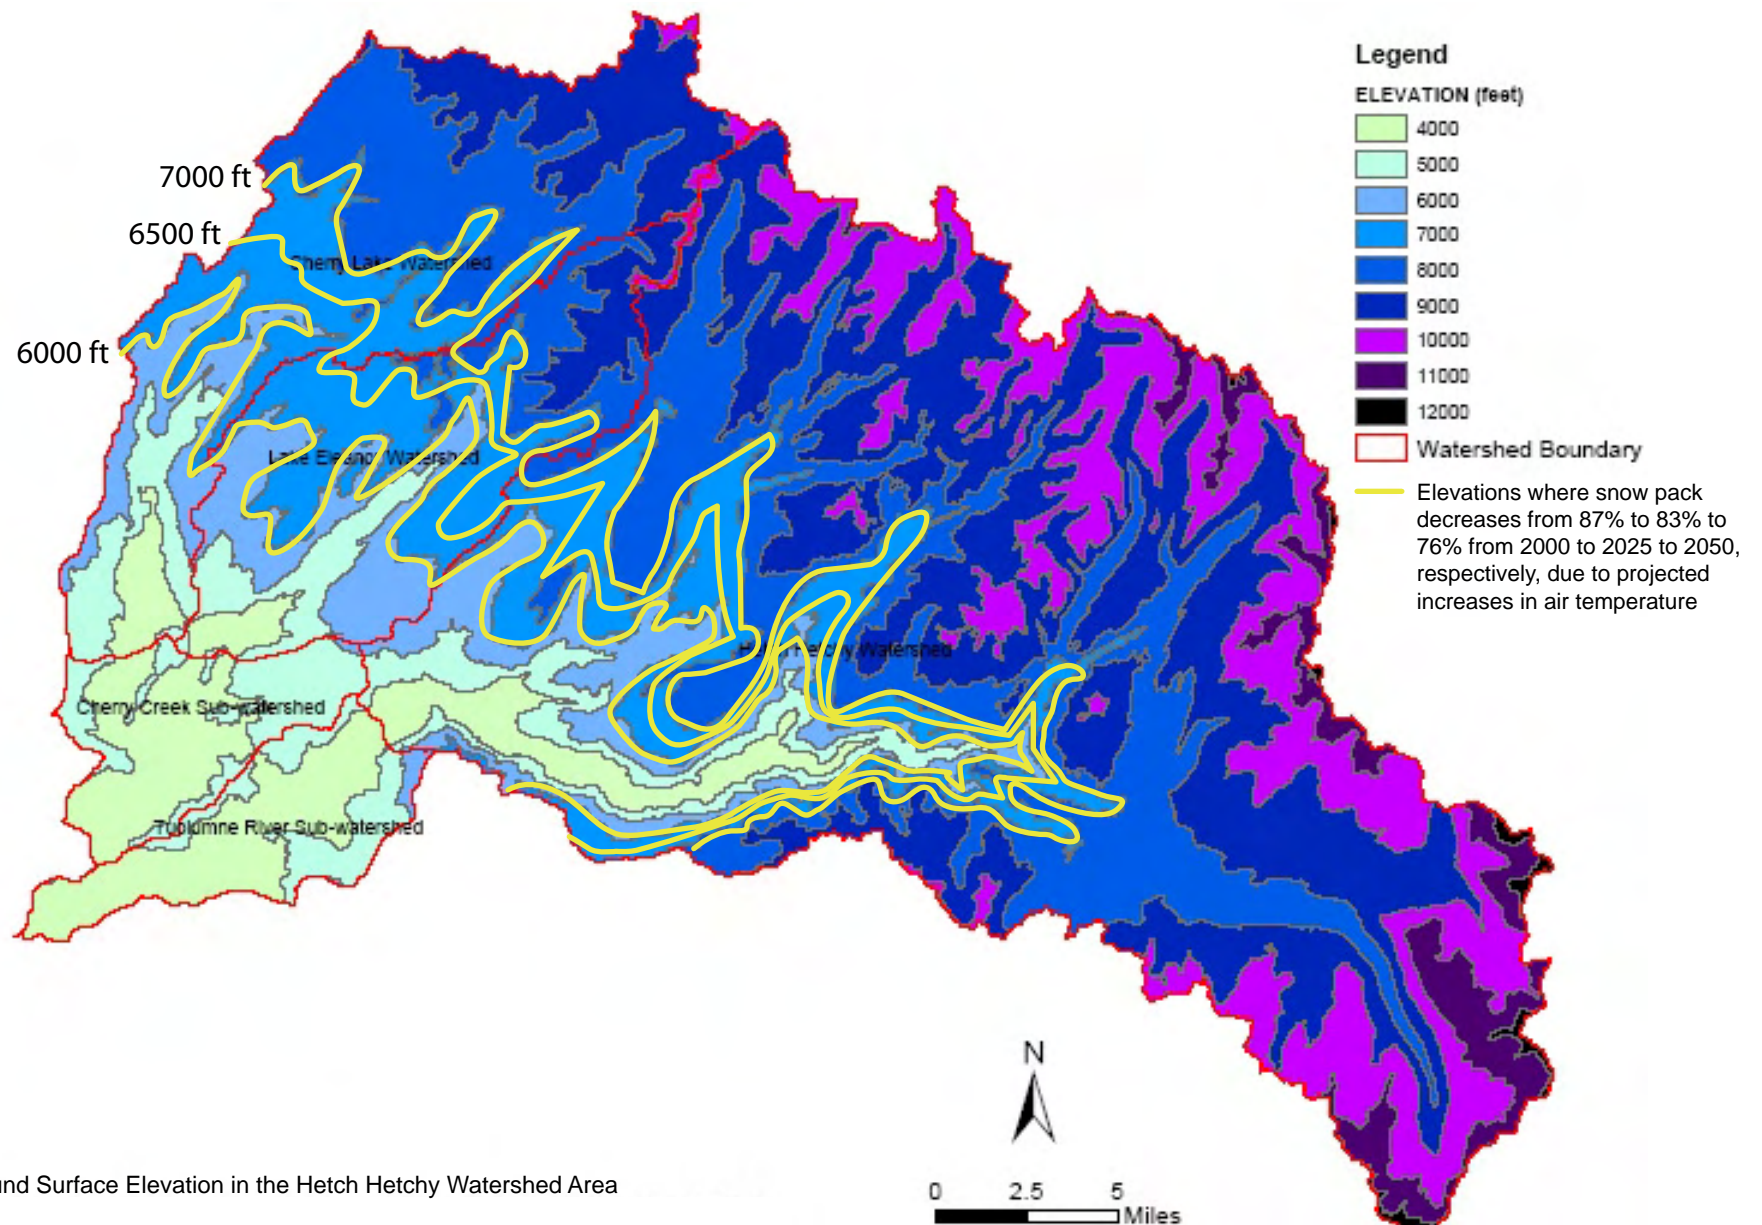 Legend
ELEVATION (feet)
4000
5000
6000
7000
8000
9000
10000
11000
12000
Watershed Boundary
Elevations where snow pack
decreases from 87% to 83% to
76% from 2000 to 2025 to 2050,
respectively, due to projected
increases in air temperature
7000 ft
6500 ft
Cherry Lake Watershed
6000 ft
Lake Eleanor Watershed
Hetch Hetchy Watershed
Cherry Creek Sub-watershed
Tuolumne River Sub-watershed
N
0 2.5 5
Miles
und Surface Elevation in the Hetch Hetchy Watershed Area